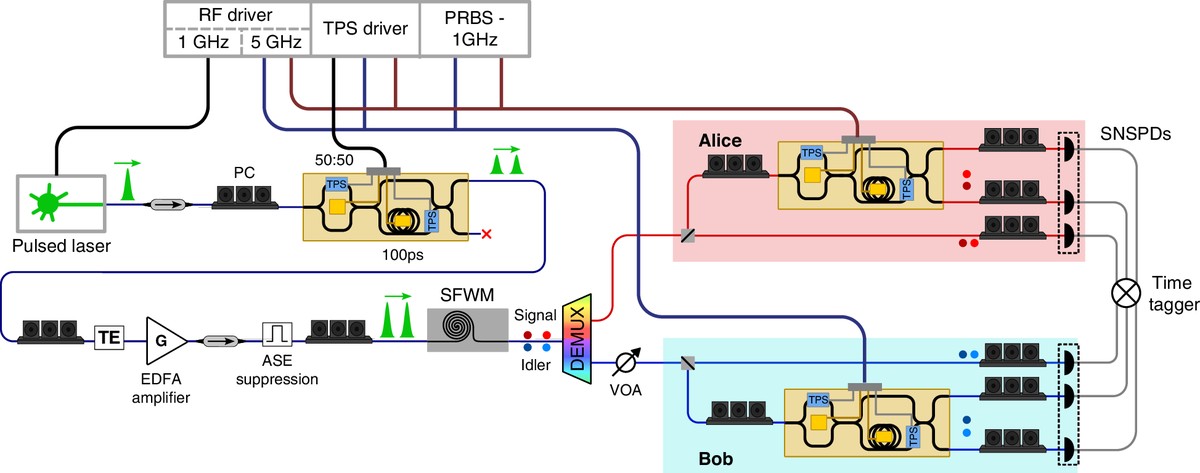 RF driver
1 GHz
5 GHz
TPS driver
PRBS -
1GHz
Pulsed laser
PC
50:50
TPS
TPS
100ps
Alice
TPS
TPS
SNSPDs
Time
tagger
TE
G
EDFA
amplifier
ASE
suppression
SFWM
Signal
Idler
DEMUX
VOA
Bob
TPS
TPS